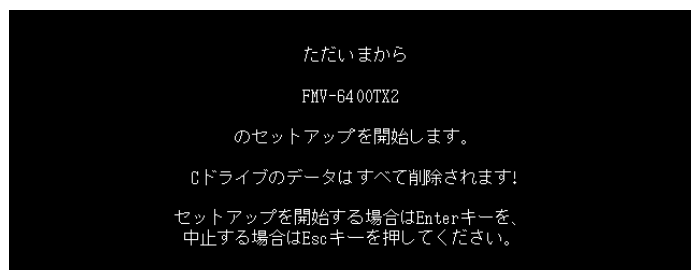 ただいまから
FMV-6400TX2
のセットアップを開始します。
Cドライブのデータはすべて削除されます!
セットアップを開始する場合はEnterキーを、
中止する場合はEscキーを押してください。